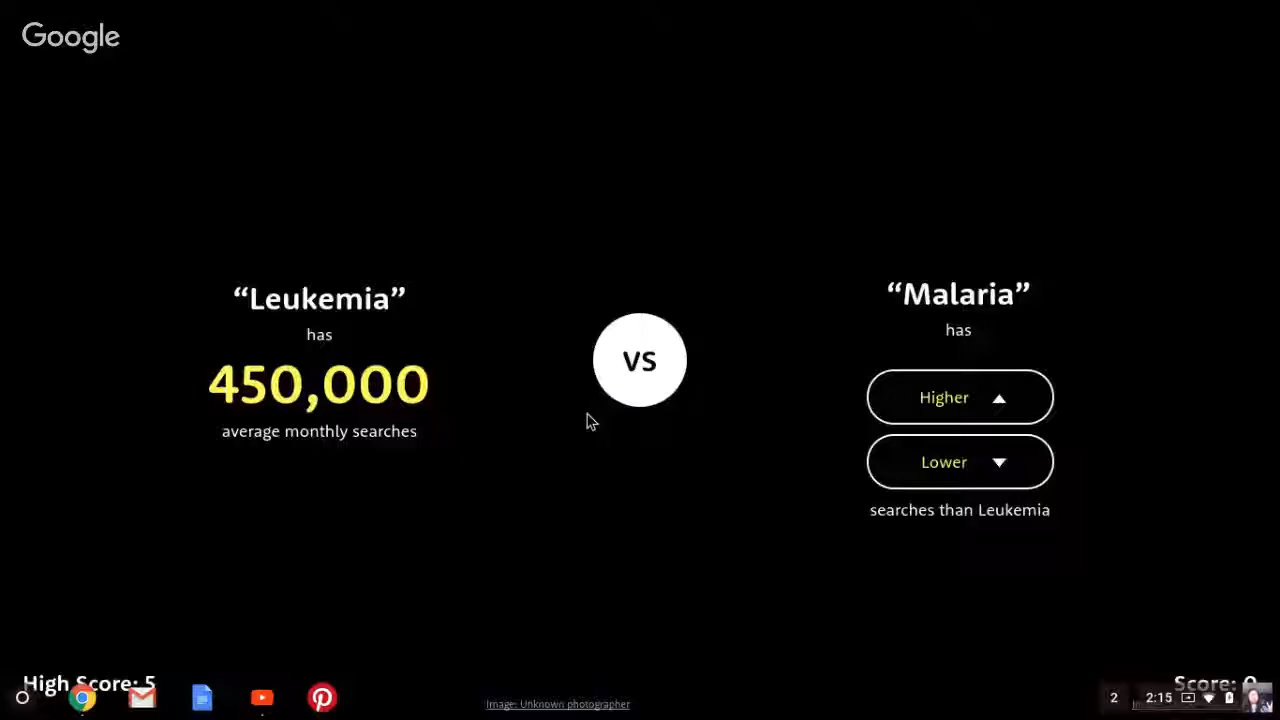 Google
“Leukemia”
has
450,000
average monthly searches
VS
“Malaria”
has
Higher
Lower
searches than Leukemia
High Score: 5
Image: Unknown photographer
Score: 0
2
2:15